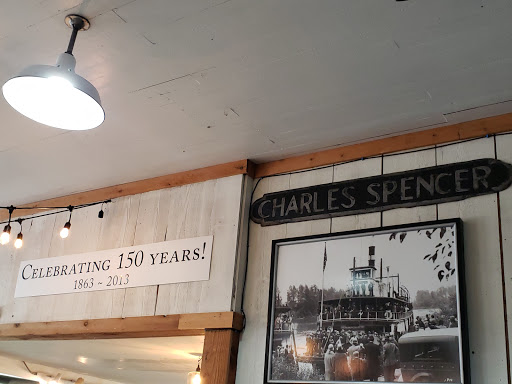 CELEBRATING 150 YEARS!
1863 ~ 2013
CHARLES SPENCER